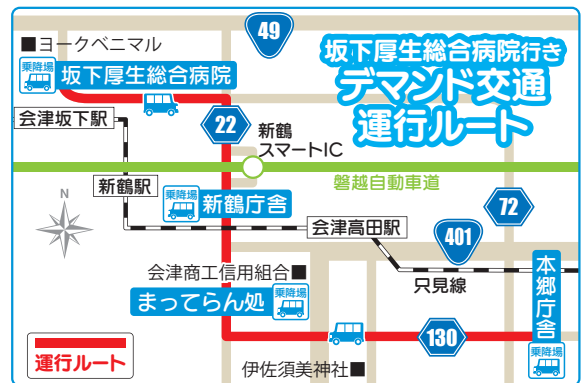 坂下厚生総合病院行き
デマンド交通
運行ルート
49
■ヨークベニマル
乗降場
坂下厚生総合病院
会津坂下駅
22
新鶴
スマートIC
磐越自動車道
N
新鶴駅
乗降場
新鶴庁舎
72
会津高田駅
401
只見線
会津商工信用組合■
まってらん処
乗降場
本郷庁舎
乗降場
130
伊佐須美神社■
運行ルート